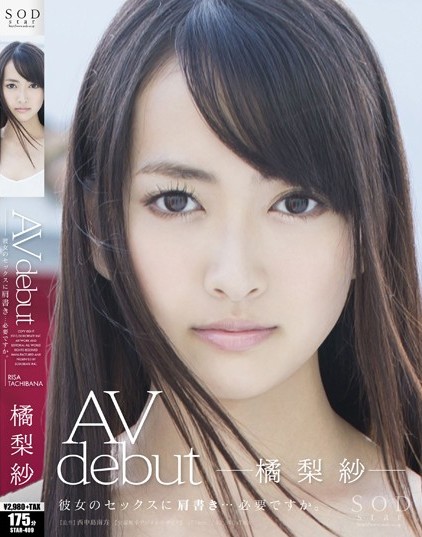 SOD
star
AV debut
―彼女のセックスに肩書き…必要ですか。
RISA
TACHIBANA
橘梨紗
¥2,980+TAX
175分
STAR-409
SOD
star
AV
debut
―橘梨紗―
彼女のセックスに肩書き…必要ですか。
SOD
star